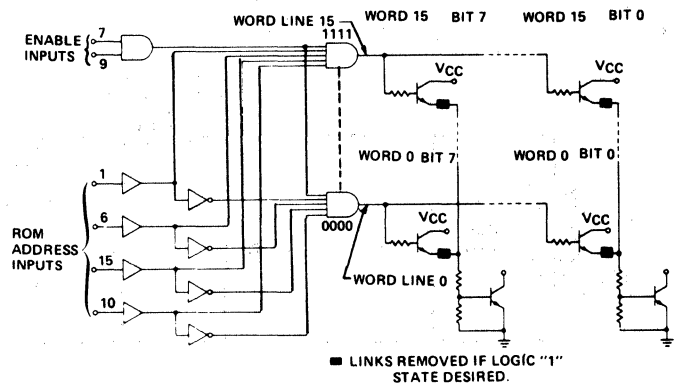 WORD LINE 15
WORD 15 BIT 7
WORD 15 BIT 0
ENABLE INPUTS
7
9
1111
VCC
VCC
WORD 0 BIT 7
WORD 0 BIT 0
ROM ADDRESS INPUTS
1
6
15
10
0000
VCC
VCC
WORD LINE 0
LINKS REMOVED IF LOGIC "1"
STATE DESIRED.